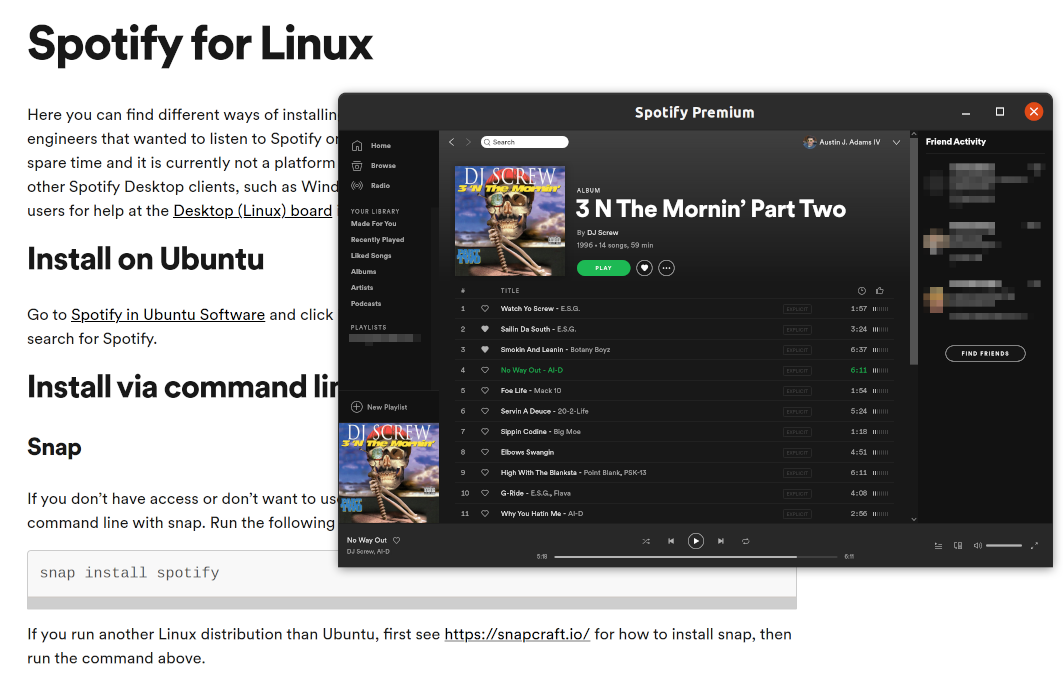 Spotify for Linux
Here you can find different ways of installin
engineers that wanted to listen to Spotify or
spare time and it is currently not a platform
other Spotify Desktop clients, such as Wind
users for help at the Desktop (Linux) board
Install on Ubuntu
Go to Spotify in Ubuntu Software and click
search for Spotify.
Install via command lin
Snap
If you don't have access or don't want to use
command line with snap. Run the following
snap install spotify
If you run another Linux distribution than Ubuntu, first see https://snapcraft.io/ for how to install snap, then
run the command above.
Spotify Premium
Home
Browse
Radio
YOUR LIBRARY
Made For You
Recently Played
Liked Songs
Albums
Artists
Podcasts
PLAYLISTS
New Playlist
DJ SCREW
3 'N The Mornin'
PART TWO
Search
Austin J. Adams IV
DJ SCREW
3 'N The Mornin'
PART TWO
ALBUM
3 N The Mornin' Part Two
By DJ Screw
1996 • 14 songs, 59 min
PLAY
# TITLE
1 Watch Yo Screw - E.S.G. EXPLICIT 1:57
2 Sailin Da South - E.S.G. EXPLICIT 3:24
3 Smokin And Leanin - Botany Boyz EXPLICIT 6:37
4 No Way Out - Al-D EXPLICIT 6:11
5 Foe Life - Mack 10 EXPLICIT 1:54
6 Servin A Deuce - 20-2-Life EXPLICIT 5:24
7 Sippin Codine - Big Moe EXPLICIT 1:18
8 Elbows Swangin EXPLICIT 4:51
9 High With The Blanksta - Point Blank, PSK-13 EXPLICIT 6:11
10 G-Ride - E.S.G., Flava EXPLICIT 4:08
11 Why You Hatin Me - Al-D EXPLICIT 2:56
Friend Activity
FIND FRIENDS
No Way Out
DJ Screw, Al-D
5:18
6:11